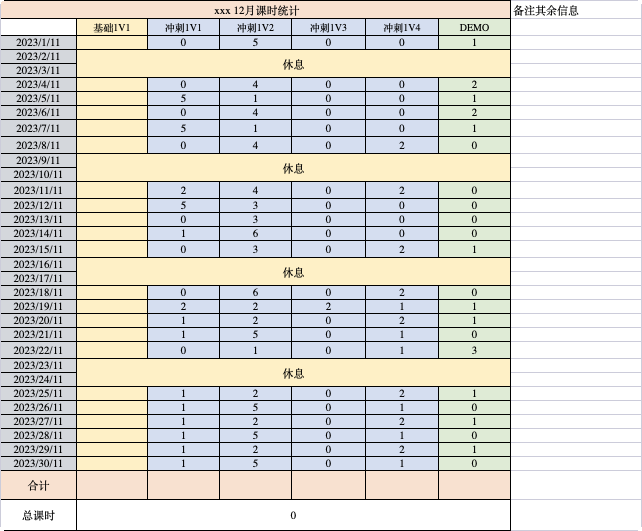 xxx 12月课时统计 备注其余信息
基础1V1 冲刺1V1 冲刺1V2 冲刺1V3 冲刺1V4 DEMO
2023/1/11 0 5 0 0 1
2023/2/11
休息
2023/3/11
2023/4/11 0 4 0 0 2
2023/5/11 5 1 0 0 1
2023/6/11 0 4 0 0 2
2023/7/11 5 1 0 0 1
2023/8/11 0 4 0 2 0
2023/9/11
休息
2023/10/11
2023/11/11 2 4 0 2 0
2023/12/11 5 3 0 0 0
2023/13/11 0 3 0 0 0
2023/14/11 1 6 0 0 0
2023/15/11 0 3 0 2 1
2023/16/11
休息
2023/17/11
2023/18/11 0 6 0 2 0
2023/19/11 2 2 2 1 1
2023/20/11 1 2 0 2 1
2023/21/11 1 5 0 1 0
2023/22/11 0 1 0 1 3
2023/23/11
休息
2023/24/11
2023/25/11 1 2 0 2 1
2023/26/11 1 5 0 1 0
2023/27/11 1 2 0 2 1
2023/28/11 1 5 0 1 0
2023/29/11 1 2 0 2 1
2023/30/11 1 5 0 1 0
合计
总课时 0